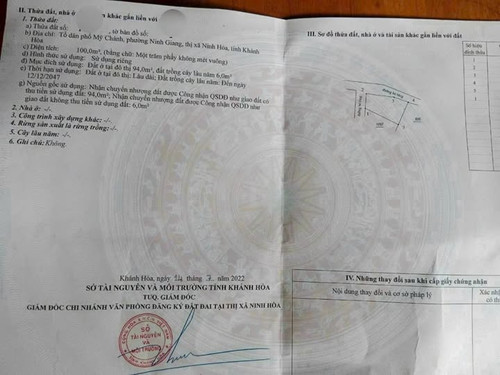 II. Thửa đất, nhà ở khác gắn liền với
1. Thửa đất:
a) Thửa đất số: , tờ bản đồ số:
b) Địa chỉ: Tổ dân phố Mỹ Chánh, phường Ninh Giang, thị xã Ninh Hòa, tỉnh Khánh
Hòa
c) Diện tích: 100,0m², (bằng chữ: Một trăm phẩy không mét vuông)
d) Hình thức sử dụng: Sử dụng riêng
đ) Mục đích sử dụng: Đất ở tại đô thị 94,0m², đất trồng cây lâu năm 6,0m²
e) Thời hạn sử dụng: Đất ở tại đô thị: Lâu dài; Đất trồng cây lâu năm: Đến ngày
12/12/2047
g) Nguồn gốc sử dụng: Nhận chuyển nhượng đất được Công nhận QSDĐ như giao đất có
thu tiền sử dụng đất: 94,0m²; Nhận chuyển nhượng đất được Công nhận QSDĐ như
giao đất không thu tiền sử dụng đất: 6,0m²
2. Nhà ở: -/-
3. Công trình xây dựng khác: -/-
4. Rừng sản xuất là rừng trồng: -/-
5. Cây lâu năm: -/-
6. Ghi chú: Không
Khánh Hòa, ngày tháng 2022
SỞ TÀI NGUYÊN VÀ MÔI TRƯỜNG TỈNH KHÁNH HÒA
TUQ. GIÁM ĐỐC
GIÁM ĐỐC CHI NHÁNH VĂN PHÒNG ĐĂNG KÝ ĐẤT ĐAI TẠI THỊ XÃ NINH HÒA
SỞ
TÀI NGUYÊN
VÀ
MÔI TRƯỜNG
III. Sơ đồ thửa đất, nhà ở và tài sản khác gắn liền với đất
Số hiệu
đỉnh thửa
IV. Những thay đổi sau khi cấp giấy chứng nhận
Nội dung thay đổi và cơ sở pháp lý
Xác nhận